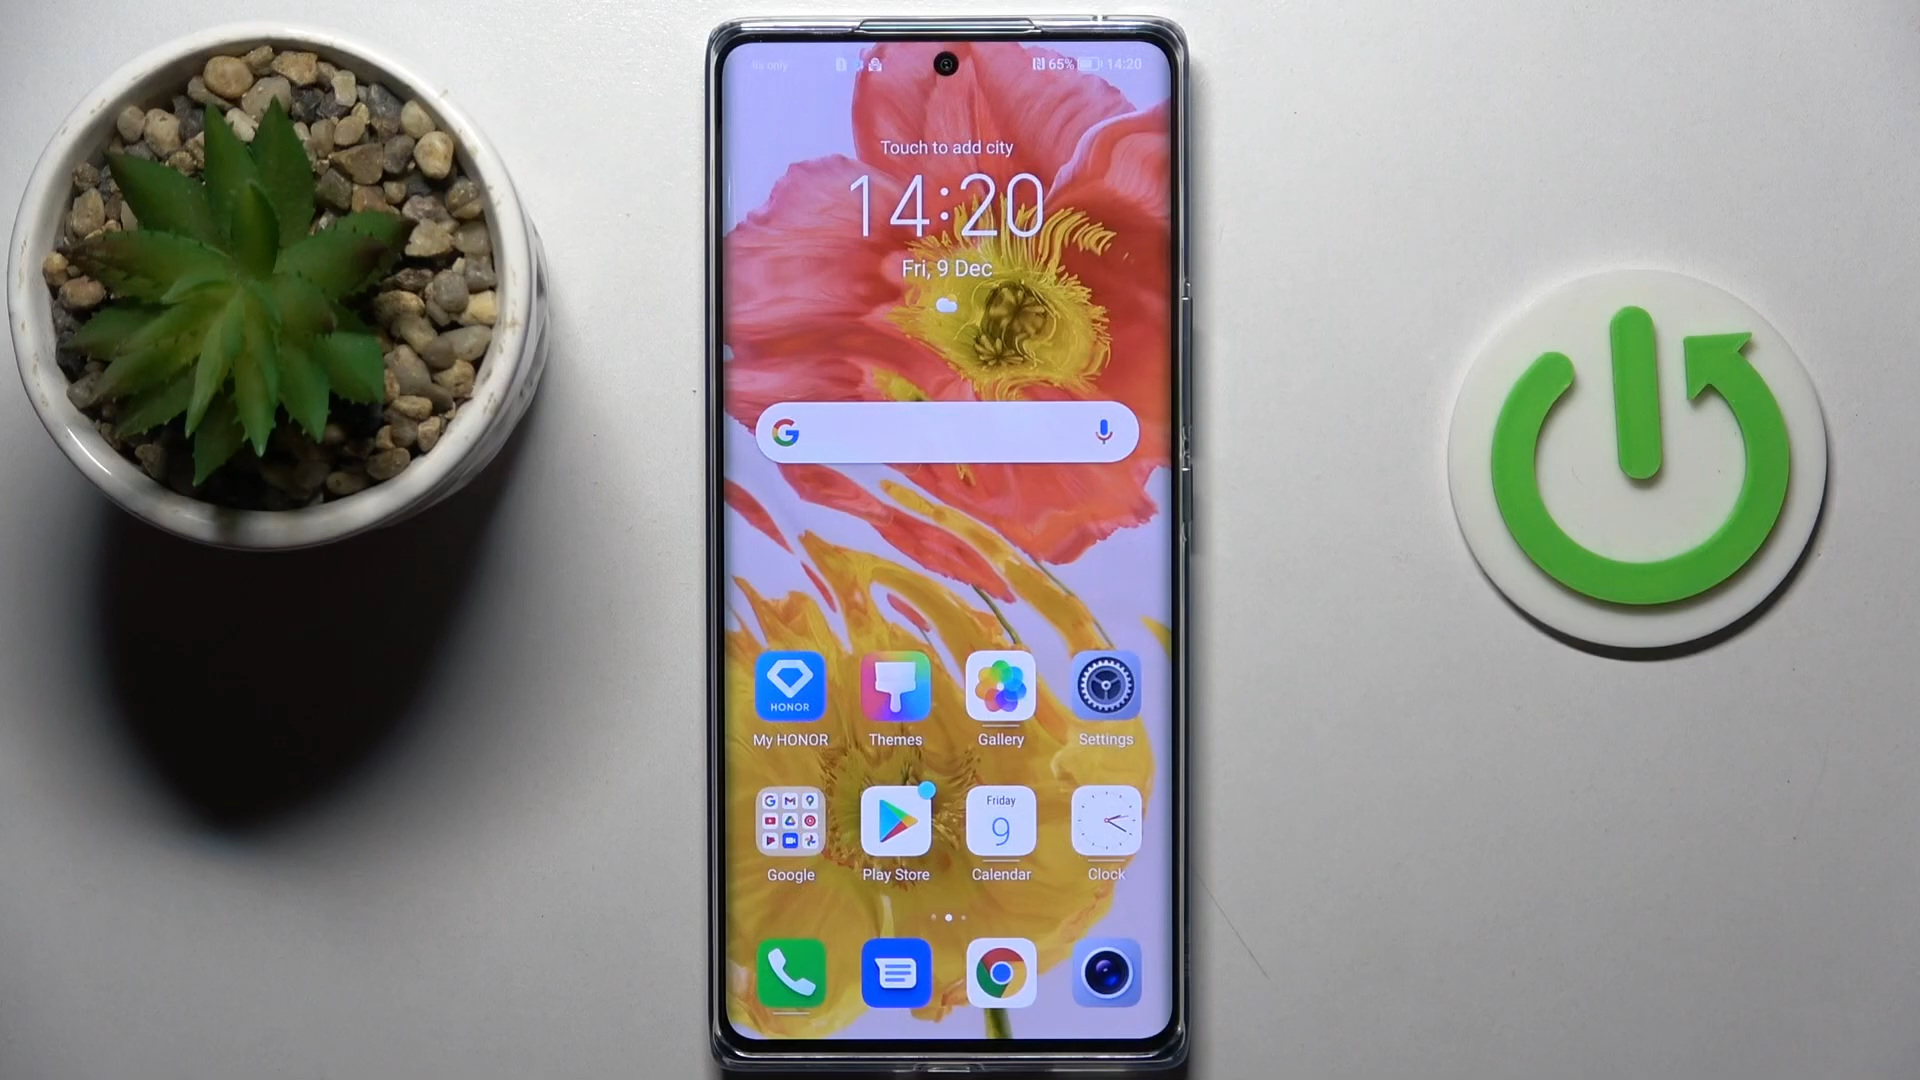 65% 14:20
Touch to add city
14:20
Fri, 9 Dec
HONOR
My HONOR Themes Gallery Settings
Friday
9
Google Play Store Calendar Clock